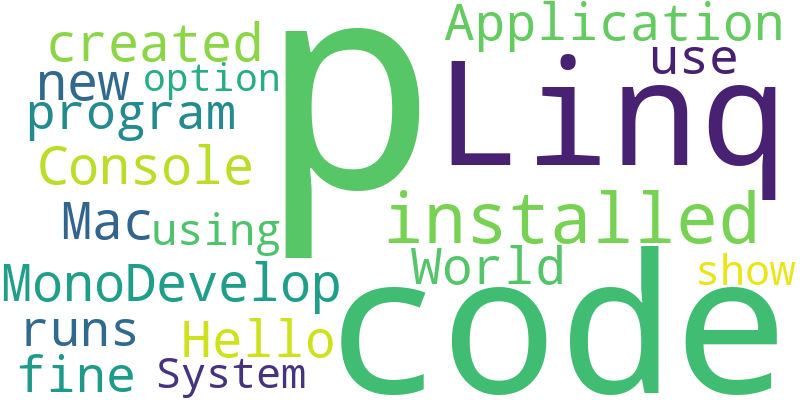 Application
created
p
Linq
new
option
use
program
Console
Mac
using
installed
World
show
MonoDevelop
code
runs
Hello
fine
System